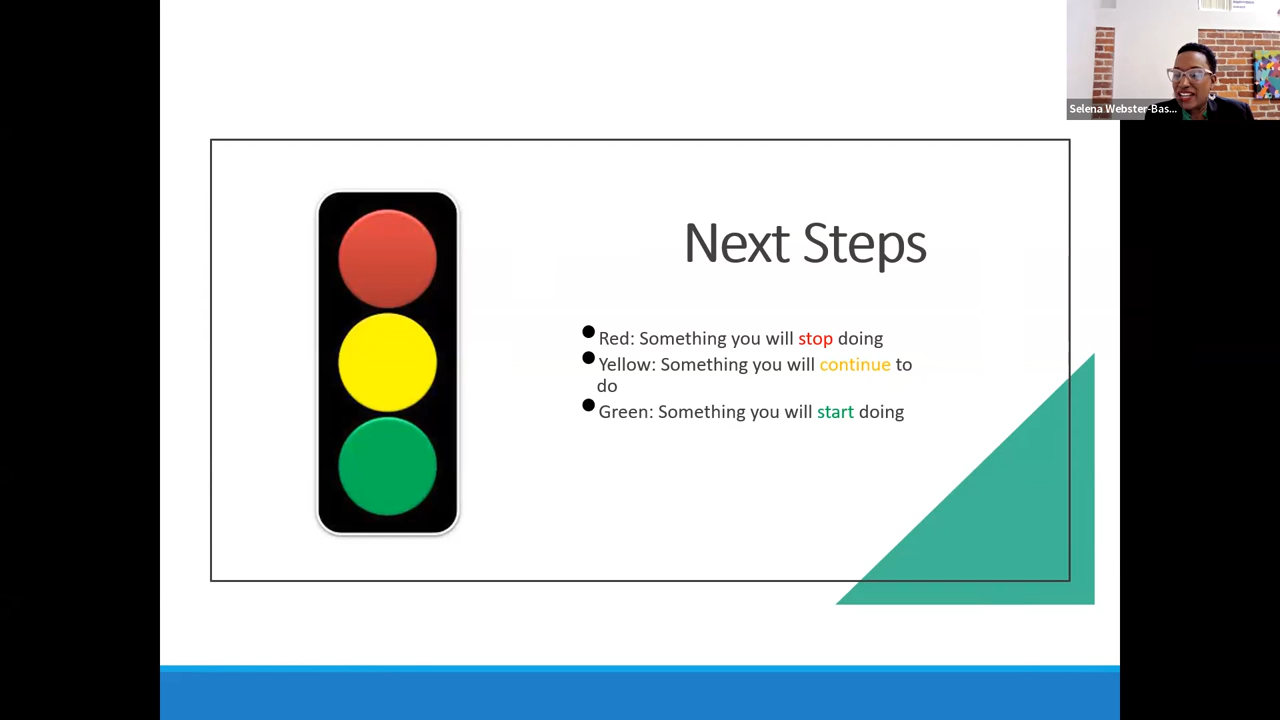 Selena Webster-Bas...
Next Steps
Red: Something you will stop doing
Yellow: Something you will continue to
do
Green: Something you will start doing